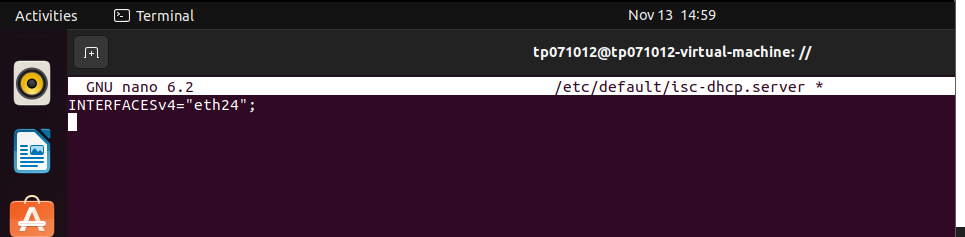 Activities Terminal Nov 13 14:59
tp071012@tp071012-virtual-machine: //
GNU nano 6.2 /etc/default/isc-dhcp.server *
INTERFACESv4="eth24";